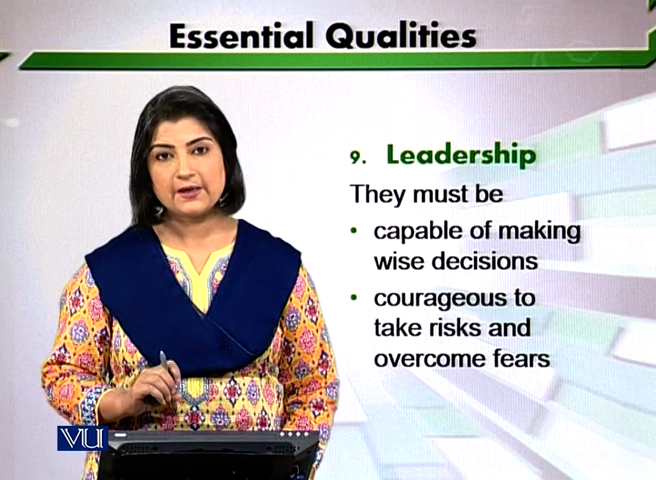 Essential Qualities
9. Leadership
They must be
• capable of making
wise decisions
• courageous to
take risks and
overcome fears
VU